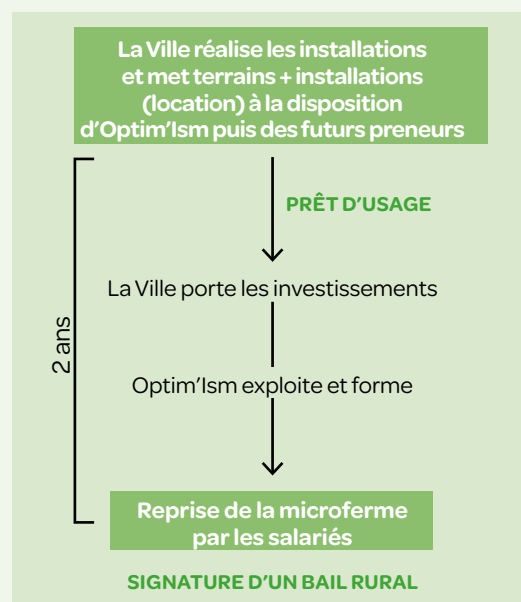 La Ville réalise les installations
et met terrains + installations
(location) à la disposition
d'Optim'Ism puis des futurs preneurs
PRÊT D'USAGE
La Ville porte les investissements
2 ans
Optim'Ism exploite et forme
Reprise de la microferme
par les salariés
SIGNATURE D'UN BAIL RURAL